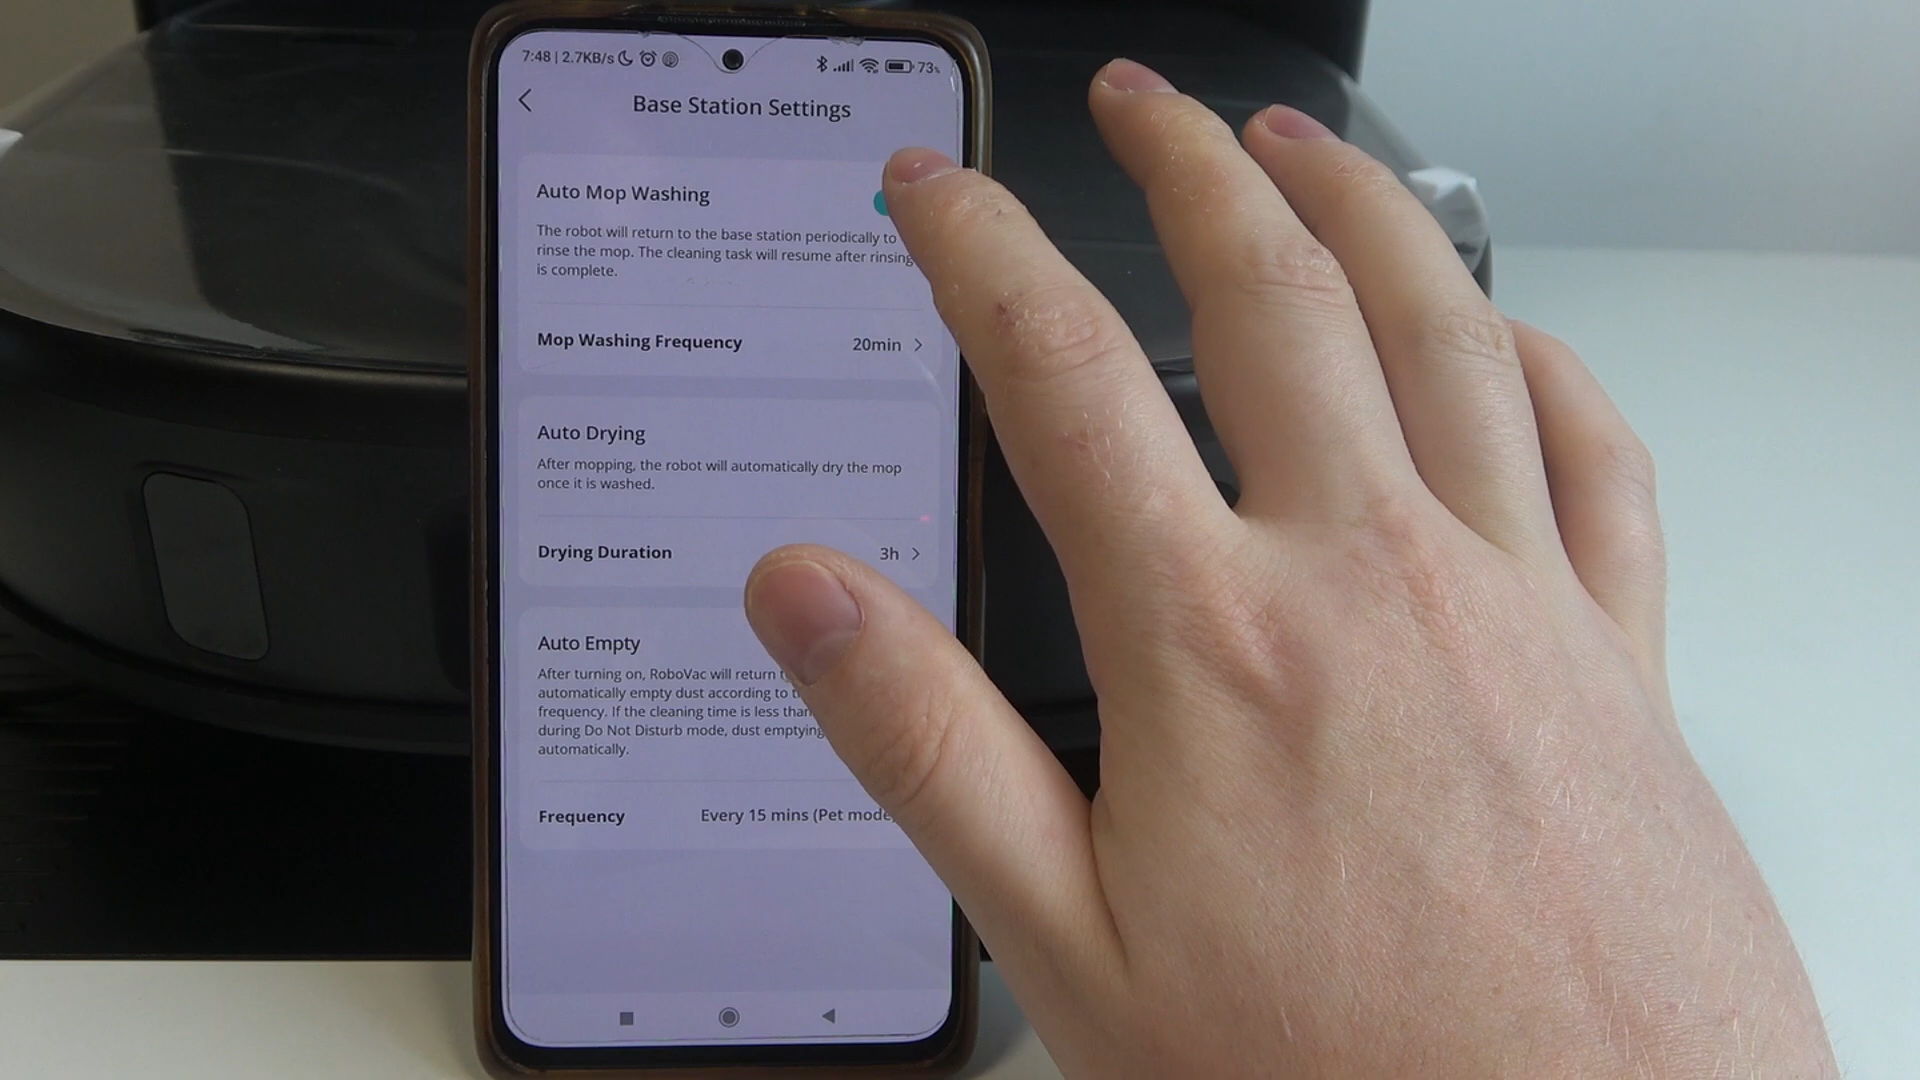 7:48 | 2.7KB/s
73%
Base Station Settings
Auto Mop Washing
The robot will return to the base station periodically to
rinse the mop. The cleaning task will resume after rinsing
is complete.
Mop Washing Frequency
20min
Auto Drying
After mopping, the robot will automatically dry the mop
once it is washed.
Drying Duration
3h
Auto Empty
After turning on, RoboVac will return
automatically empty dust according to
frequency. If the cleaning time is less than
during Do Not Disturb mode, dust emptying
automatically.
Frequency
Every 15 mins (Pet mode)